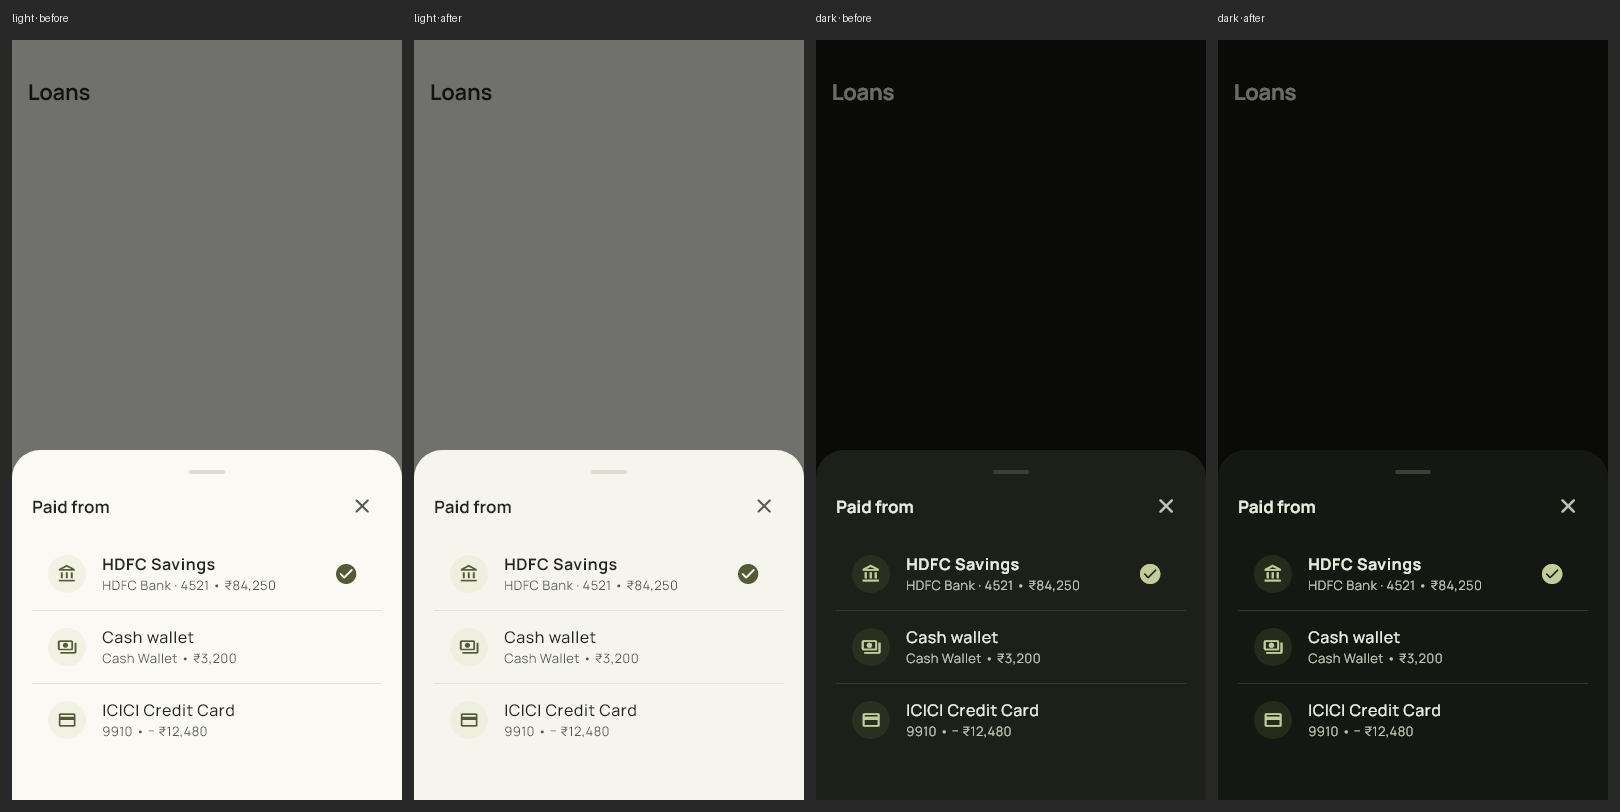 light·before
Loans
Paid from
HDFC Savings
HDFC Bank · 4521 • ₹84,250
Cash wallet
Cash Wallet • ₹3,200
ICICI Credit Card
9910 • − ₹12,480
light·after
Loans
Paid from
HDFC Savings
HDFC Bank · 4521 • ₹84,250
Cash wallet
Cash Wallet • ₹3,200
ICICI Credit Card
9910 • − ₹12,480
dark·before
Loans
Paid from
HDFC Savings
HDFC Bank · 4521 • ₹84,250
Cash wallet
Cash Wallet • ₹3,200
ICICI Credit Card
9910 • − ₹12,480
dark·after
Loans
Paid from
HDFC Savings
HDFC Bank · 4521 • ₹84,250
Cash wallet
Cash Wallet • ₹3,200
ICICI Credit Card
9910 • − ₹12,480